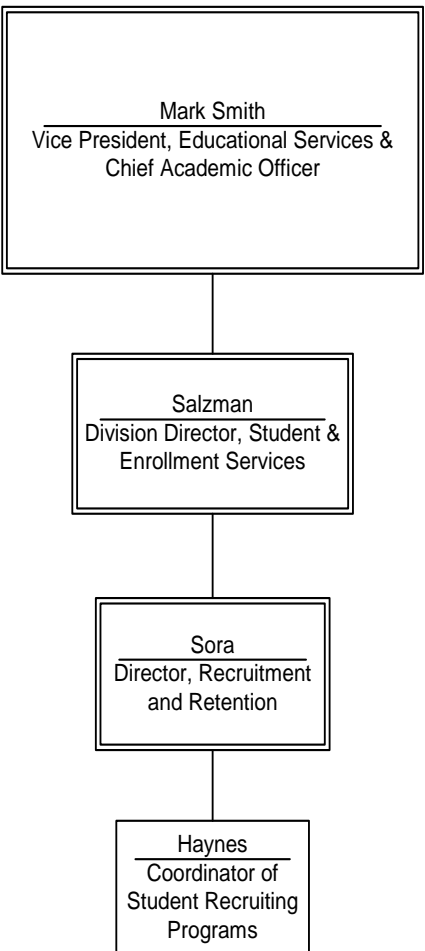 Mark Smith
Vice President, Educational Services &
Chief Academic Officer
Salzman
Division Director, Student &
Enrollment Services
Sora
Director, Recruitment
and Retention
Haynes
Coordinator of
Student Recruiting
Programs